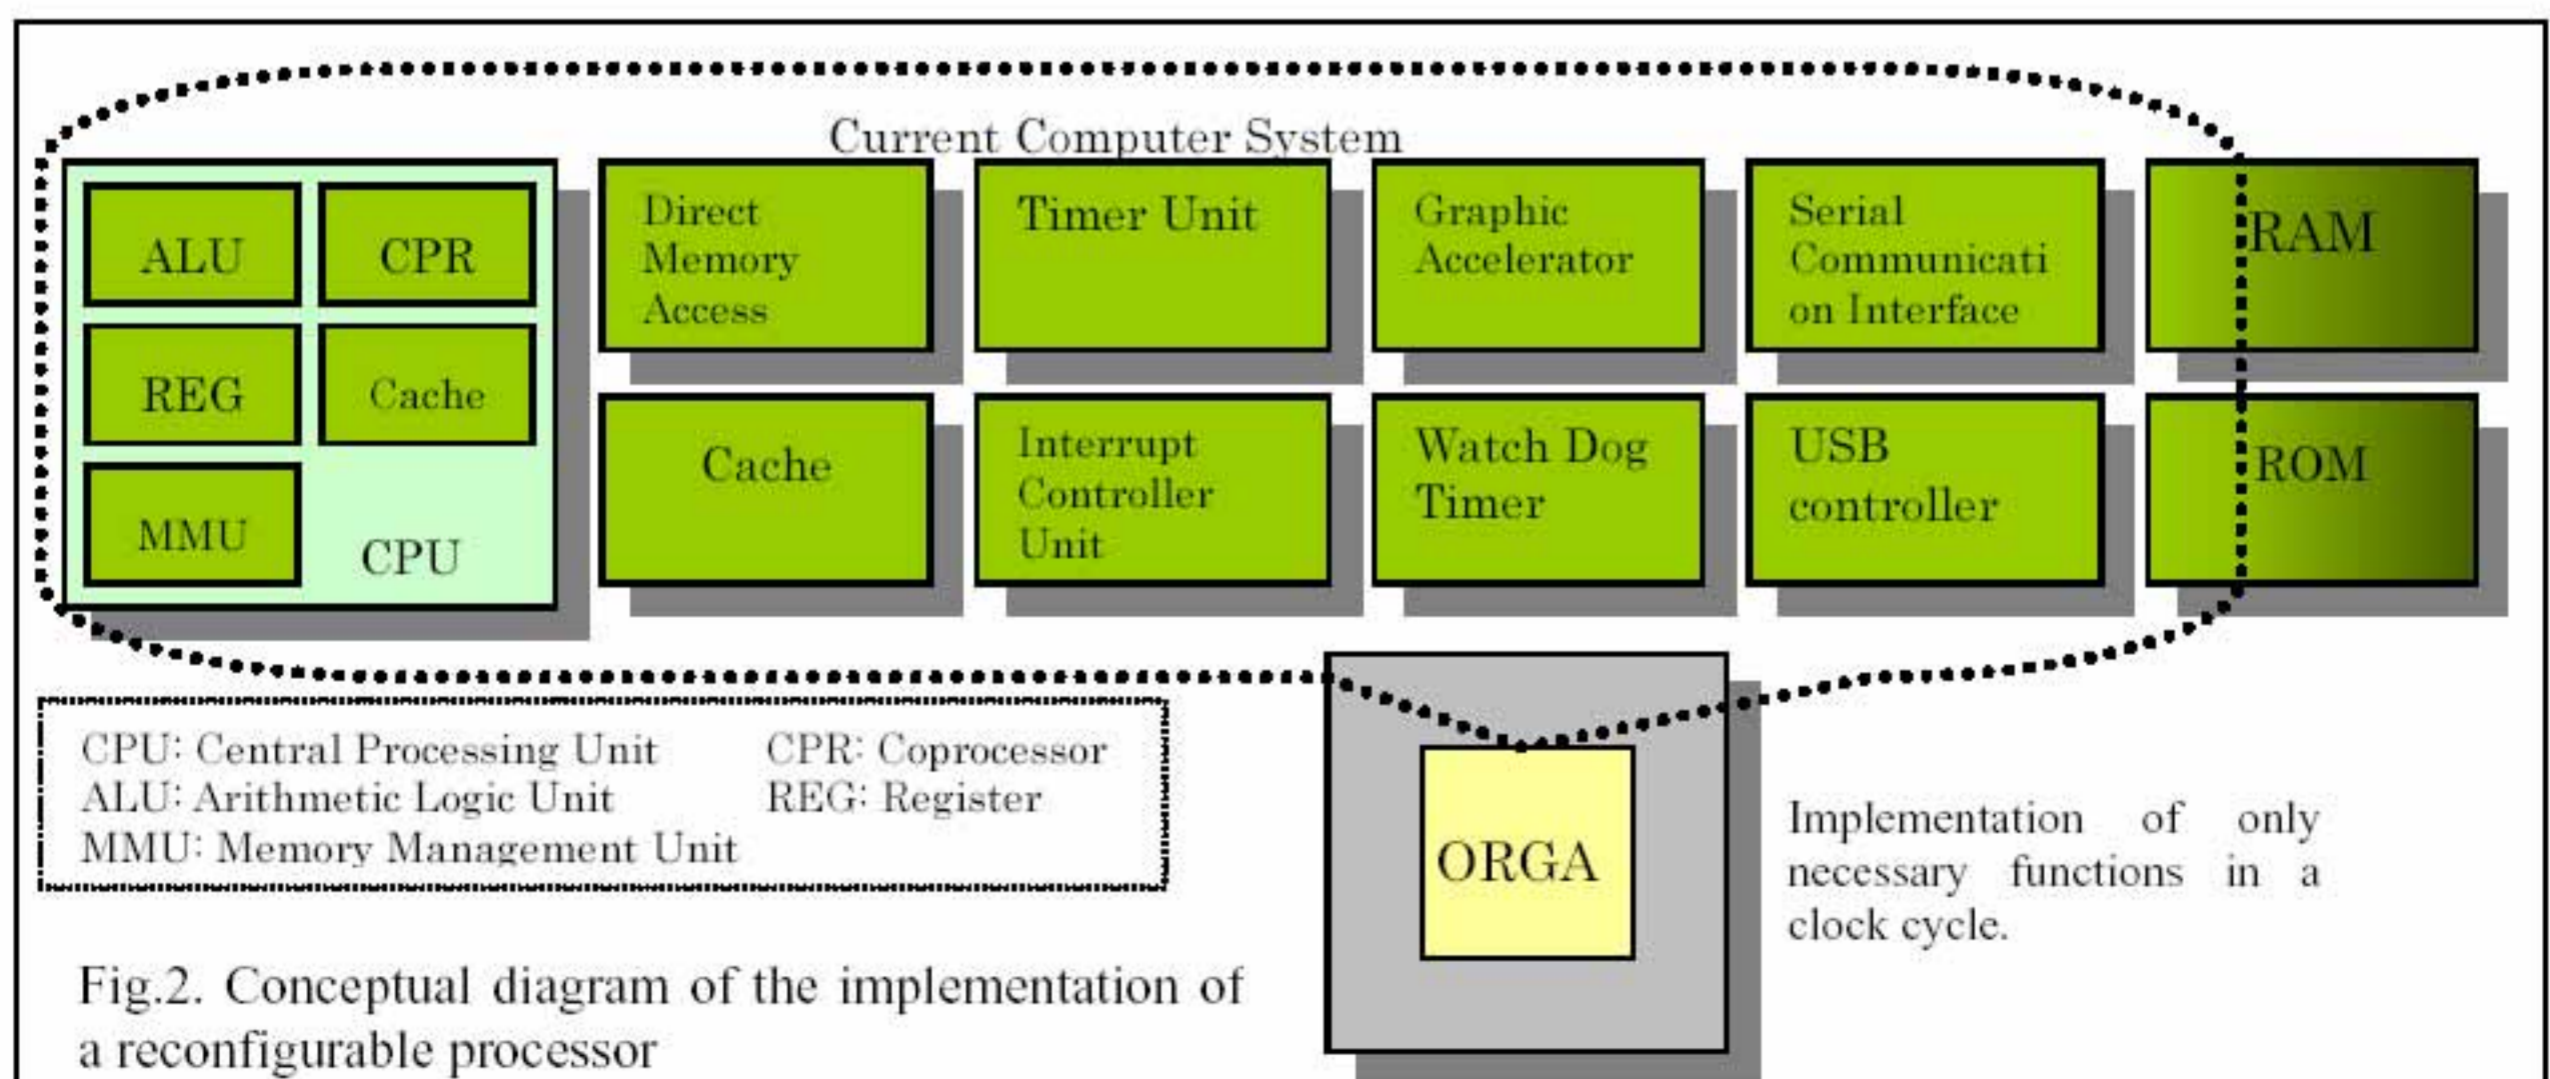 Current Computer System
ALU
CPR
REG
Cache
MMU
CPU
Direct
Memory
Access
Timer Unit
Graphic
Accelerator
Serial
Communicati
on Interface
RAM
Cache
Interrupt
Controller
Unit
Watch Dog
Timer
USB
controller
ROM
CPU: Central Processing Unit CPR: Coprocessor
ALU: Arithmetic Logic Unit REG: Register
MMU: Memory Management Unit
ORGA
Implementation of only
necessary functions in a
clock cycle.
Fig.2. Conceptual diagram of the implementation of
a reconfigurable processor